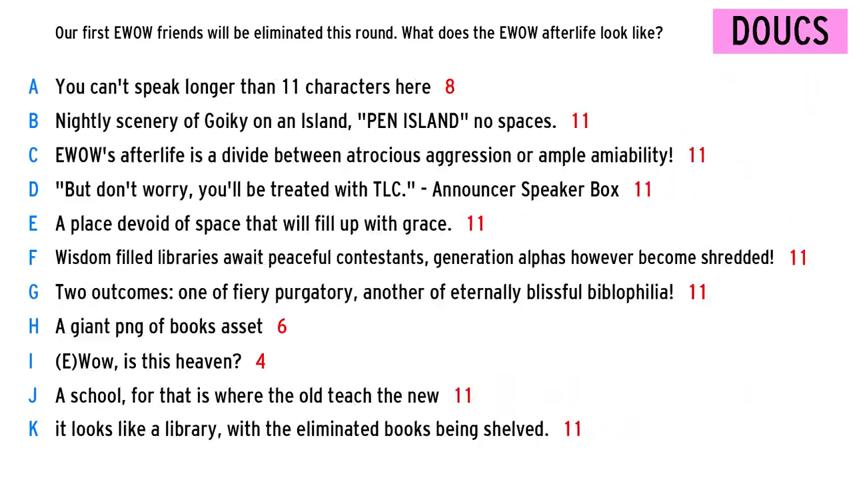 Our first EWOW friends will be eliminated this round. What does the EWOW afterlife look like?
DOUCS
A You can't speak longer than 11 characters here 8
B Nightly scenery of Goiky on an Island, "PEN ISLAND" no spaces. 11
C EWOW's afterlife is a divide between atrocious aggression or ample amiability! 11
D "But don't worry, you'll be treated with TLC." - Announcer Speaker Box 11
E A place devoid of space that will fill up with grace. 11
F Wisdom filled libraries await peaceful contestants, generation alphas however become shredded! 11
G Two outcomes: one of fiery purgatory, another of eternally blissful biblophilia! 11
H A giant png of books asset 6
I (E)Wow, is this heaven? 4
J A school, for that is where the old teach the new 11
K it looks like a library, with the eliminated books being shelved. 11